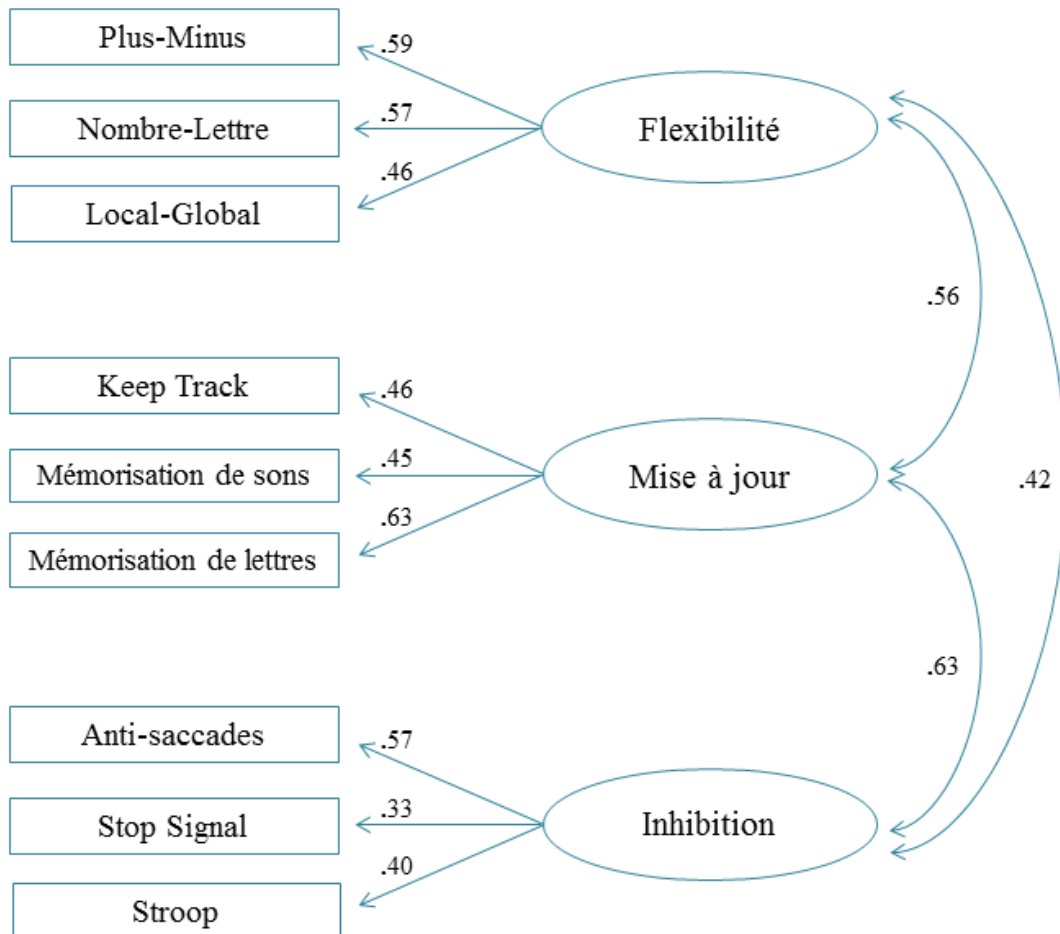 Plus-Minus
.59
Nombre-Lettre
.57
Flexibilité
Local-Global
.46
.56
Keep Track
.46
Mémorisation de sons
.45
Mise à jour
.42
Mémorisation de lettres
.63
.63
Anti-saccades
.57
Stop Signal
.33
Inhibition
Stroop
.40